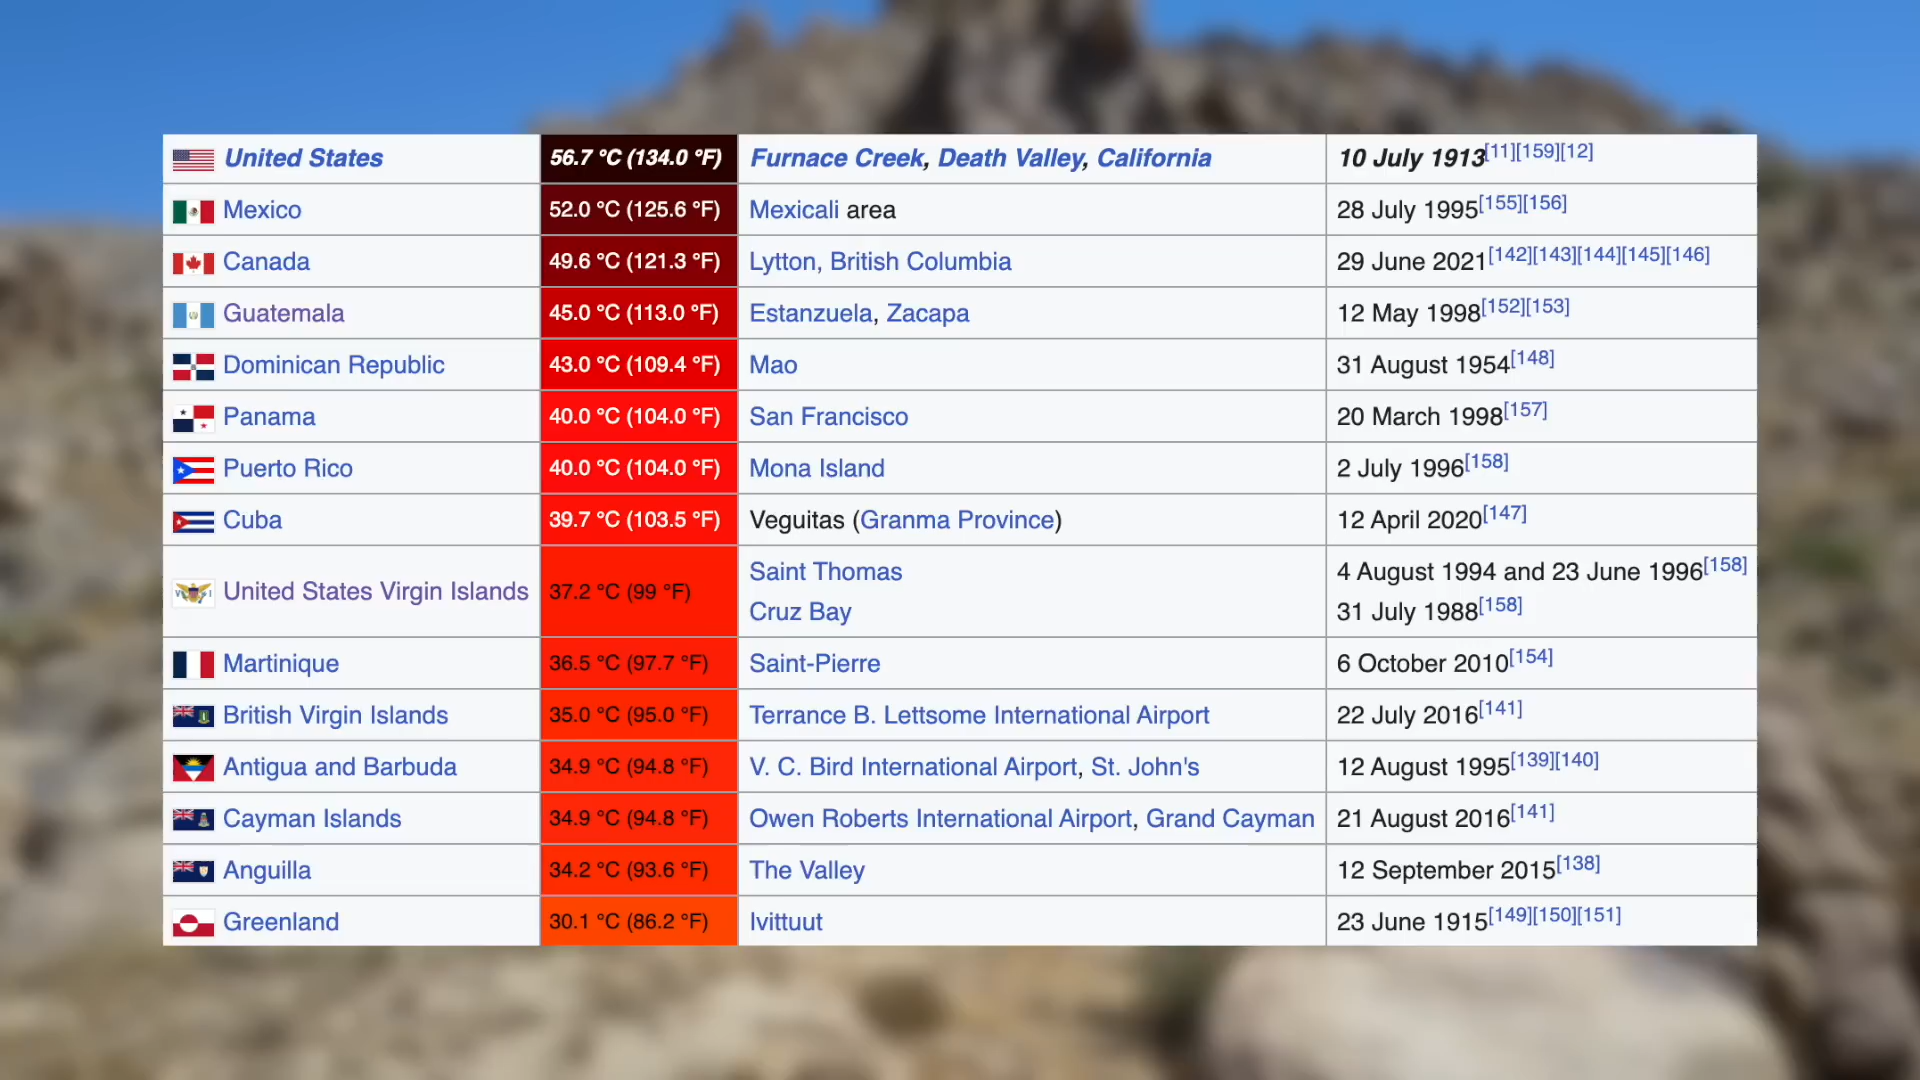 United States 56.7 °C (134.0 °F) Furnace Creek, Death Valley, California 10 July 1913[11][159][12]
Mexico 52.0 °C (125.6 °F) Mexicali area 28 July 1995[155][156]
Canada 49.6 °C (121.3 °F) Lytton, British Columbia 29 June 2021[142][143][144][145][146]
Guatemala 45.0 °C (113.0 °F) Estanzuela, Zacapa 12 May 1998[152][153]
Dominican Republic 43.0 °C (109.4 °F) Mao 31 August 1954[148]
Panama 40.0 °C (104.0 °F) San Francisco 20 March 1998[157]
Puerto Rico 40.0 °C (104.0 °F) Mona Island 2 July 1996[158]
Cuba 39.7 °C (103.5 °F) Veguitas (Granma Province) 12 April 2020[147]
United States Virgin Islands 37.2 °C (99 °F) Saint Thomas 4 August 1994 and 23 June 1996[158]
Cruz Bay 31 July 1988[158]
Martinique 36.5 °C (97.7 °F) Saint-Pierre 6 October 2010[154]
British Virgin Islands 35.0 °C (95.0 °F) Terrance B. Lettsome International Airport 22 July 2016[141]
Antigua and Barbuda 34.9 °C (94.8 °F) V. C. Bird International Airport, St. John's 12 August 1995[139][140]
Cayman Islands 34.9 °C (94.8 °F) Owen Roberts International Airport, Grand Cayman 21 August 2016[141]
Anguilla 34.2 °C (93.6 °F) The Valley 12 September 2015[138]
Greenland 30.1 °C (86.2 °F) Ivittuut 23 June 1915[149][150][151]